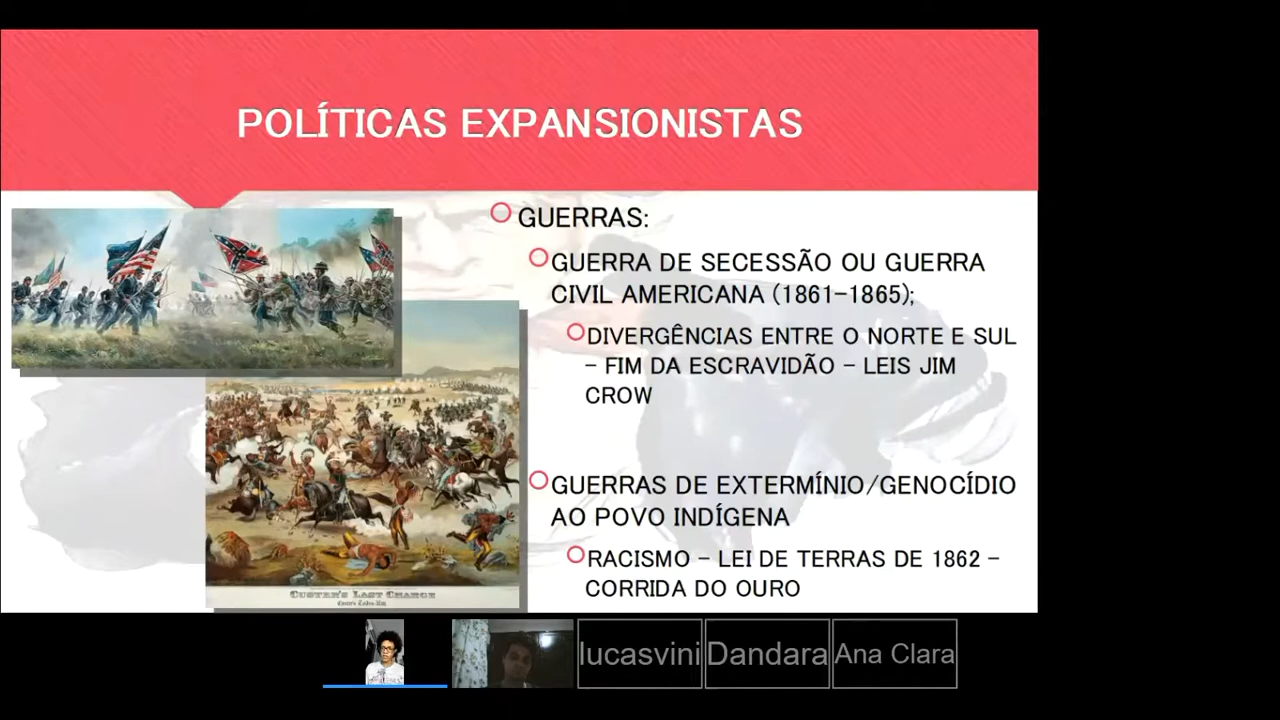 POLÍTICAS EXPANSIONISTAS
GUERRAS:
GUERRA DE SECESSÃO OU GUERRA
CIVIL AMERICANA (1861-1865);
DIVERGÊNCIAS ENTRE O NORTE E SUL
- FIM DA ESCRAVIDÃO - LEIS JIM
CROW
GUERRAS DE EXTERMÍNIO/GENOCÍDIO
AO POVO INDÍGENA
RACISMO - LEI DE TERRAS DE 1862 -
CORRIDA DO OURO
CUSTER'S LAST CHARGE
lucasvini
Dandara
Ana Clara